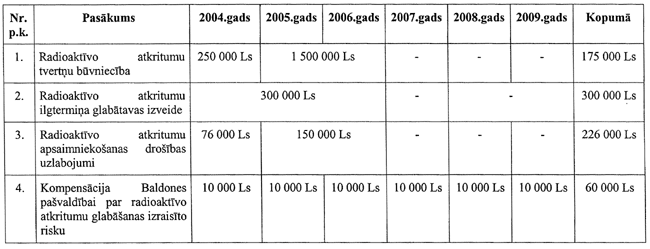 Nr. p.k. Pasākums 2004.gads 2005.gads 2006.gads 2007.gads 2008.gads 2009.gads Kopumā
1. Radioaktīvo atkritumu 250 000 Ls 1 500 000 Ls - - - 175 000 Ls
tvertņu būvniecība
2. Radioaktīvo atkritumu 300 000 Ls - - 300 000 Ls
ilgtermiņa glabātavas izveide
3. Radioaktīvo atkritumu 76 000 Ls 150 000 Ls - - - 226 000 Ls
apsaimniekošanas drošības
uzlabojumi
4. Kompensācija Baldones 10 000 Ls 10 000 Ls 10 000 Ls 10 000 Ls 10 000 Ls 10 000 Ls 60 000 Ls
pašvaldībai par radioaktīvo
atkritumu glabāšanas izraisīto
risku